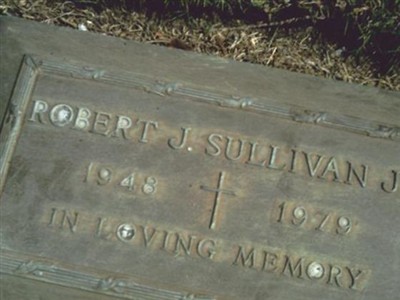 ROBERT J. SULLIVAN J
1948 1979
IN LOVING MEMORY